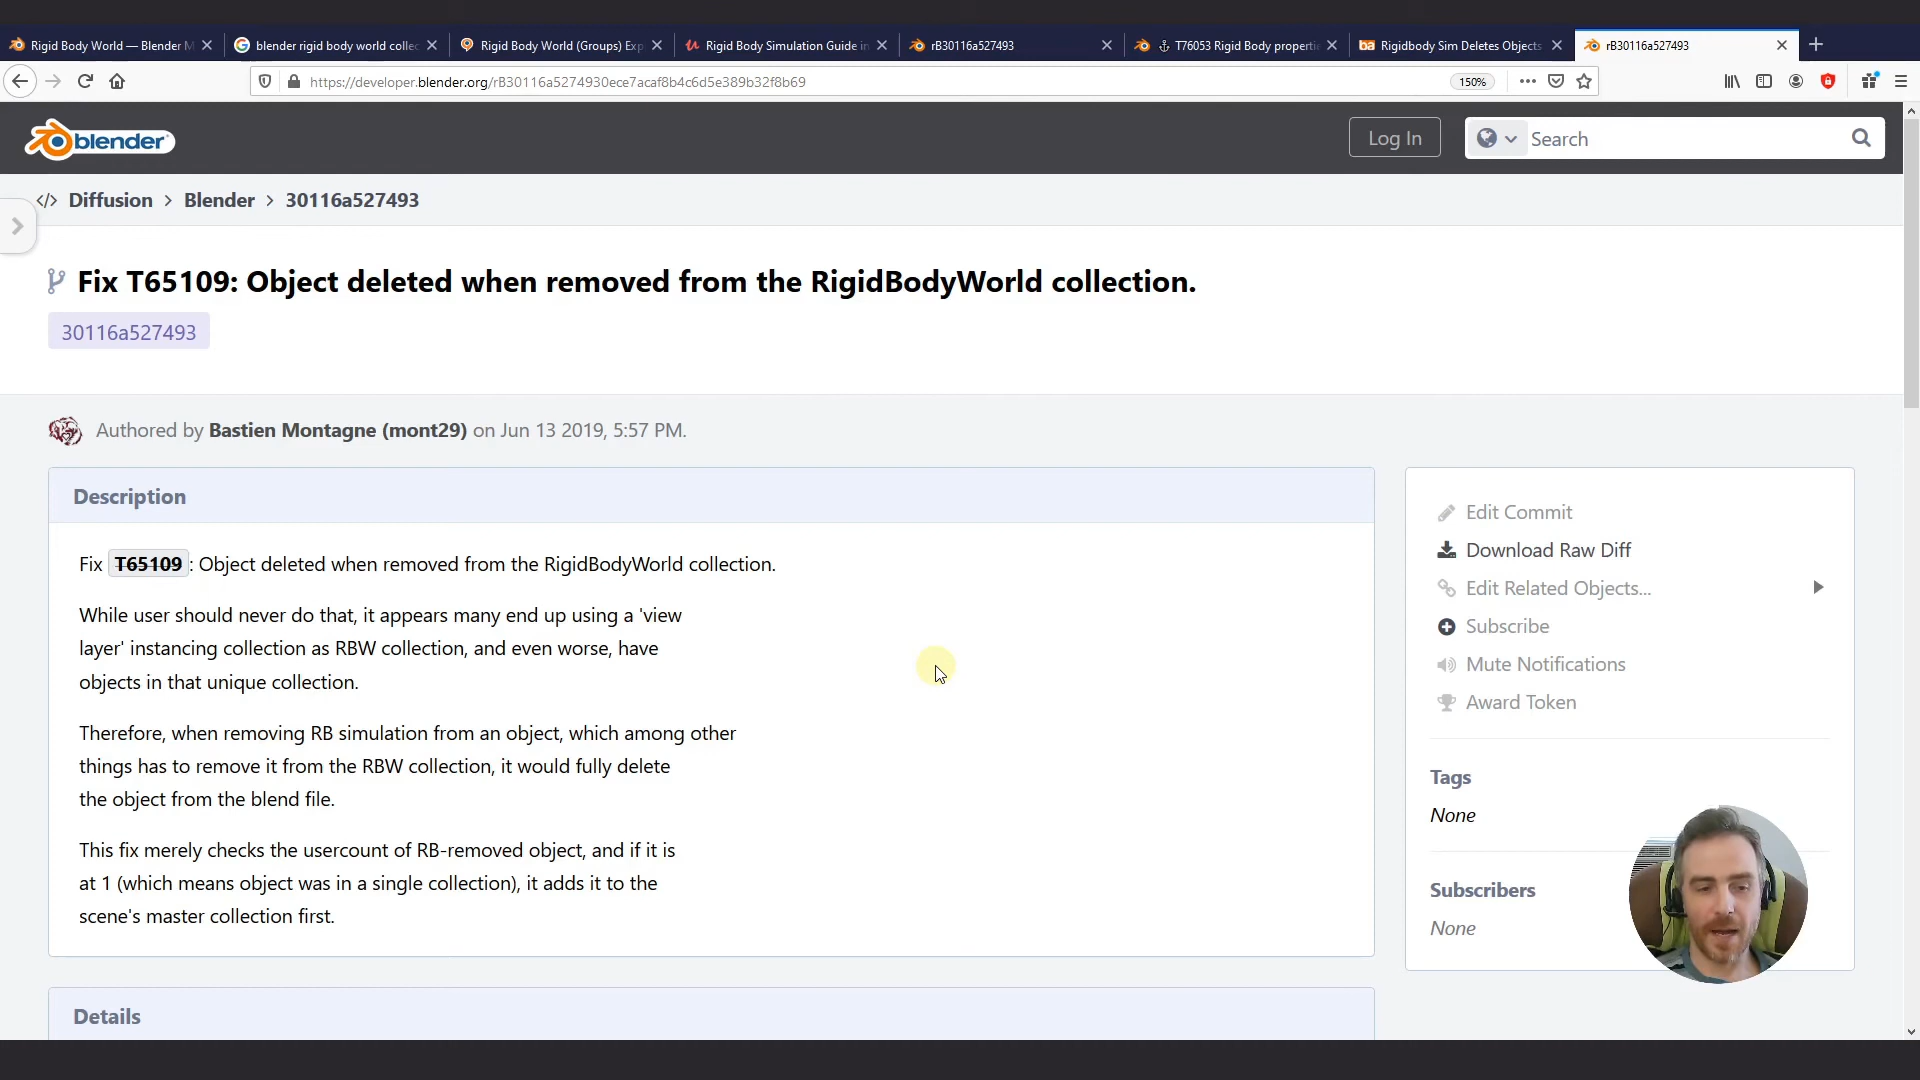 Rigid Body World — Blender M
blender rigid body world collec
Rigid Body World (Groups) Exp
Rigid Body Simulation Guide in
rB30116a527493
T76053 Rigid Body properti
Rigidbody Sim Deletes Objects
rB30116a527493
https://developer.blender.org/rB30116a5274930ece7acaf8b4c6d5e389b32f8b69
150%
blender
Log In
Search
Diffusion
Blender
30116a527493
Fix T65109: Object deleted when removed from the RigidBodyWorld collection.
30116a527493
Authored by Bastien Montagne (mont29) on Jun 13 2019, 5:57 PM.
Description
Fix T65109: Object deleted when removed from the RigidBodyWorld collection.
While user should never do that, it appears many end up using a 'view
layer' instancing collection as RBW collection, and even worse, have
objects in that unique collection.
Therefore, when removing RB simulation from an object, which among other
things has to remove it from the RBW collection, it would fully delete
the object from the blend file.
This fix merely checks the usercount of RB-removed object, and if it is
at 1 (which means object was in a single collection), it adds it to the
scene's master collection first.
Details
Edit Commit
Download Raw Diff
Edit Related Objects...
Subscribe
Mute Notifications
Award Token
Tags
None
Subscribers
None